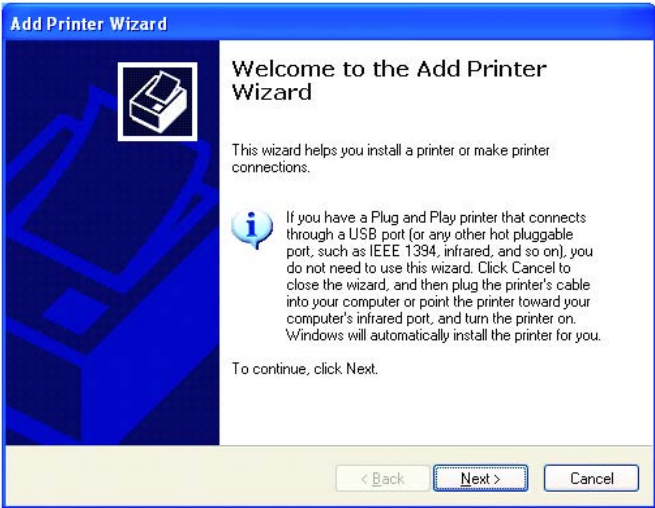 Add Printer Wizard
Welcome to the Add Printer
Wizard
This wizard helps you install a printer or make printer
connections.
If you have a Plug and Play printer that connects
through a USB port (or any other hot pluggable
port, such as IEEE 1394, infrared, and so on), you
do not need to use this wizard. Click Cancel to
close the wizard, and then plug the printer's cable
into your computer or point the printer toward your
computer's infrared port, and turn the printer on.
Windows will automatically install the printer for you.
To continue, click Next.
< Back Next > Cancel